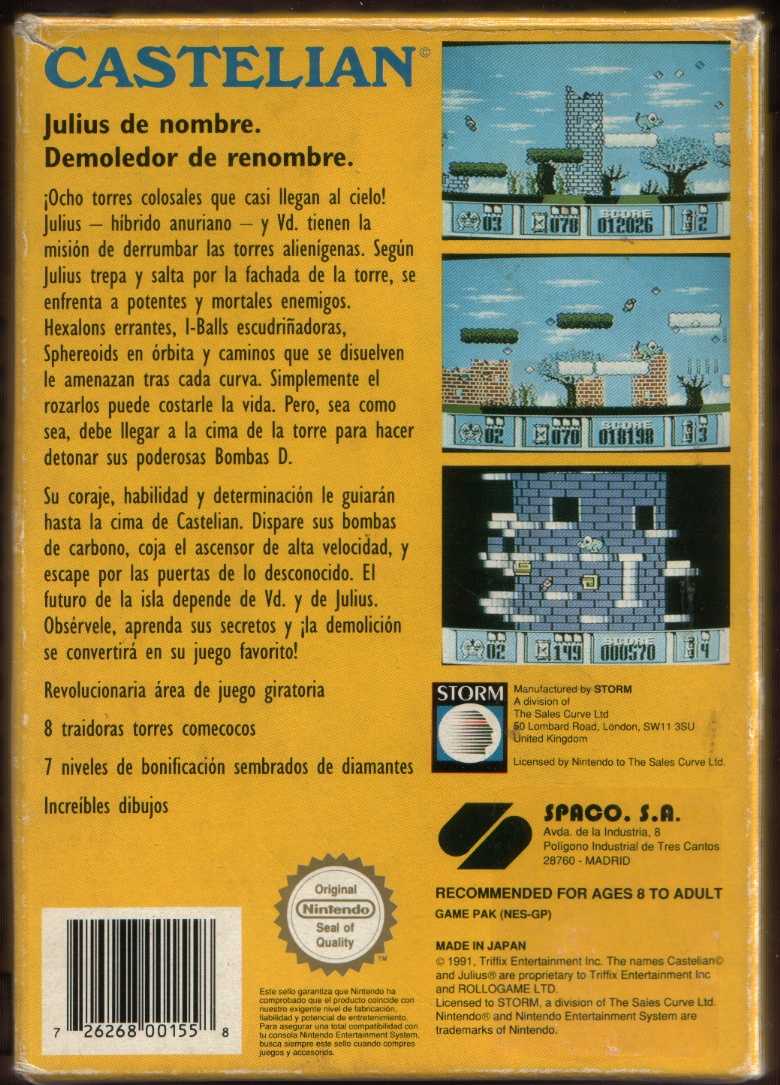 CASTELIAN©
Julius de nombre.
Demoledor de renombre.
¡Ocho torres colosales que casi llegan al cielo!
Julius – híbrido anuriano – y Vd. tienen la
misión de derrumbar las torres alienígenas. Según
Julius trepa y salta por la fachada de la torre, se
enfrenta a potentes y mortales enemigos.
Hexalons errantes, I-Balls escudriñadoras,
Sphereoids en órbita y caminos que se disuelven
le amenazan tras cada curva. Simplemente el
rozarlos puede costarle la vida. Pero, sea como
sea, debe llegar a la cima de la torre para hacer
detonar sus poderosas Bombas D.
Su coraje, habilidad y determinación le guiarán
hasta la cima de Castelian. Dispare sus bombas
de carbono, coja el ascensor de alta velocidad, y
escape por las puertas de lo desconocido. El
futuro de la isla depende de Vd. y de Julius.
Obsérvele, aprenda sus secretos y ¡la demolición
se convertirá en su juego favorito!
Revolucionaria área de juego giratoria
8 traidoras torres comecocos
7 niveles de bonificación sembrados de diamantes
Increíbles dibujos
03 078 SCORE 012026 2
02 070 SCORE 018198 3
02 149 SCORE 000570 4
STORM
Manufactured by STORM
A division of
The Sales Curve Ltd
50 Lombard Road, London, SW11 3SU
United Kingdom
Licensed by Nintendo to The Sales Curve Ltd.
SPACO. S.A.
Avda. de la Industria, 8
Poligono Industrial de Tres Cantos
28760 - MADRID
RECOMMENDED FOR AGES 8 TO ADULT
GAME PAK (NES-GP)
MADE IN JAPAN
© 1991, Triffix Entertainment Inc. The names Castelian©
and Julius® are proprietary to Triffix Entertainment Inc
and ROLLOGAME LTD.
Licensed to STORM, a division of The Sales Curve Ltd.
Nintendo® and Nintendo Entertainment System are
trademarks of Nintendo.
Original
Nintendo
Seal of
Quality
TM
Este sello garantiza que Nintendo ha
comprobado que el producto coincide con
nuestro exigente nivel de fabricación,
fiabilidad y potencial de entretenimiento.
Para asegurar una total compatibilidad con
tu consola Nintendo Entertainment System,
busca siempre este sello cuando compres
juegos y accesorios.
7 26268 00155 8